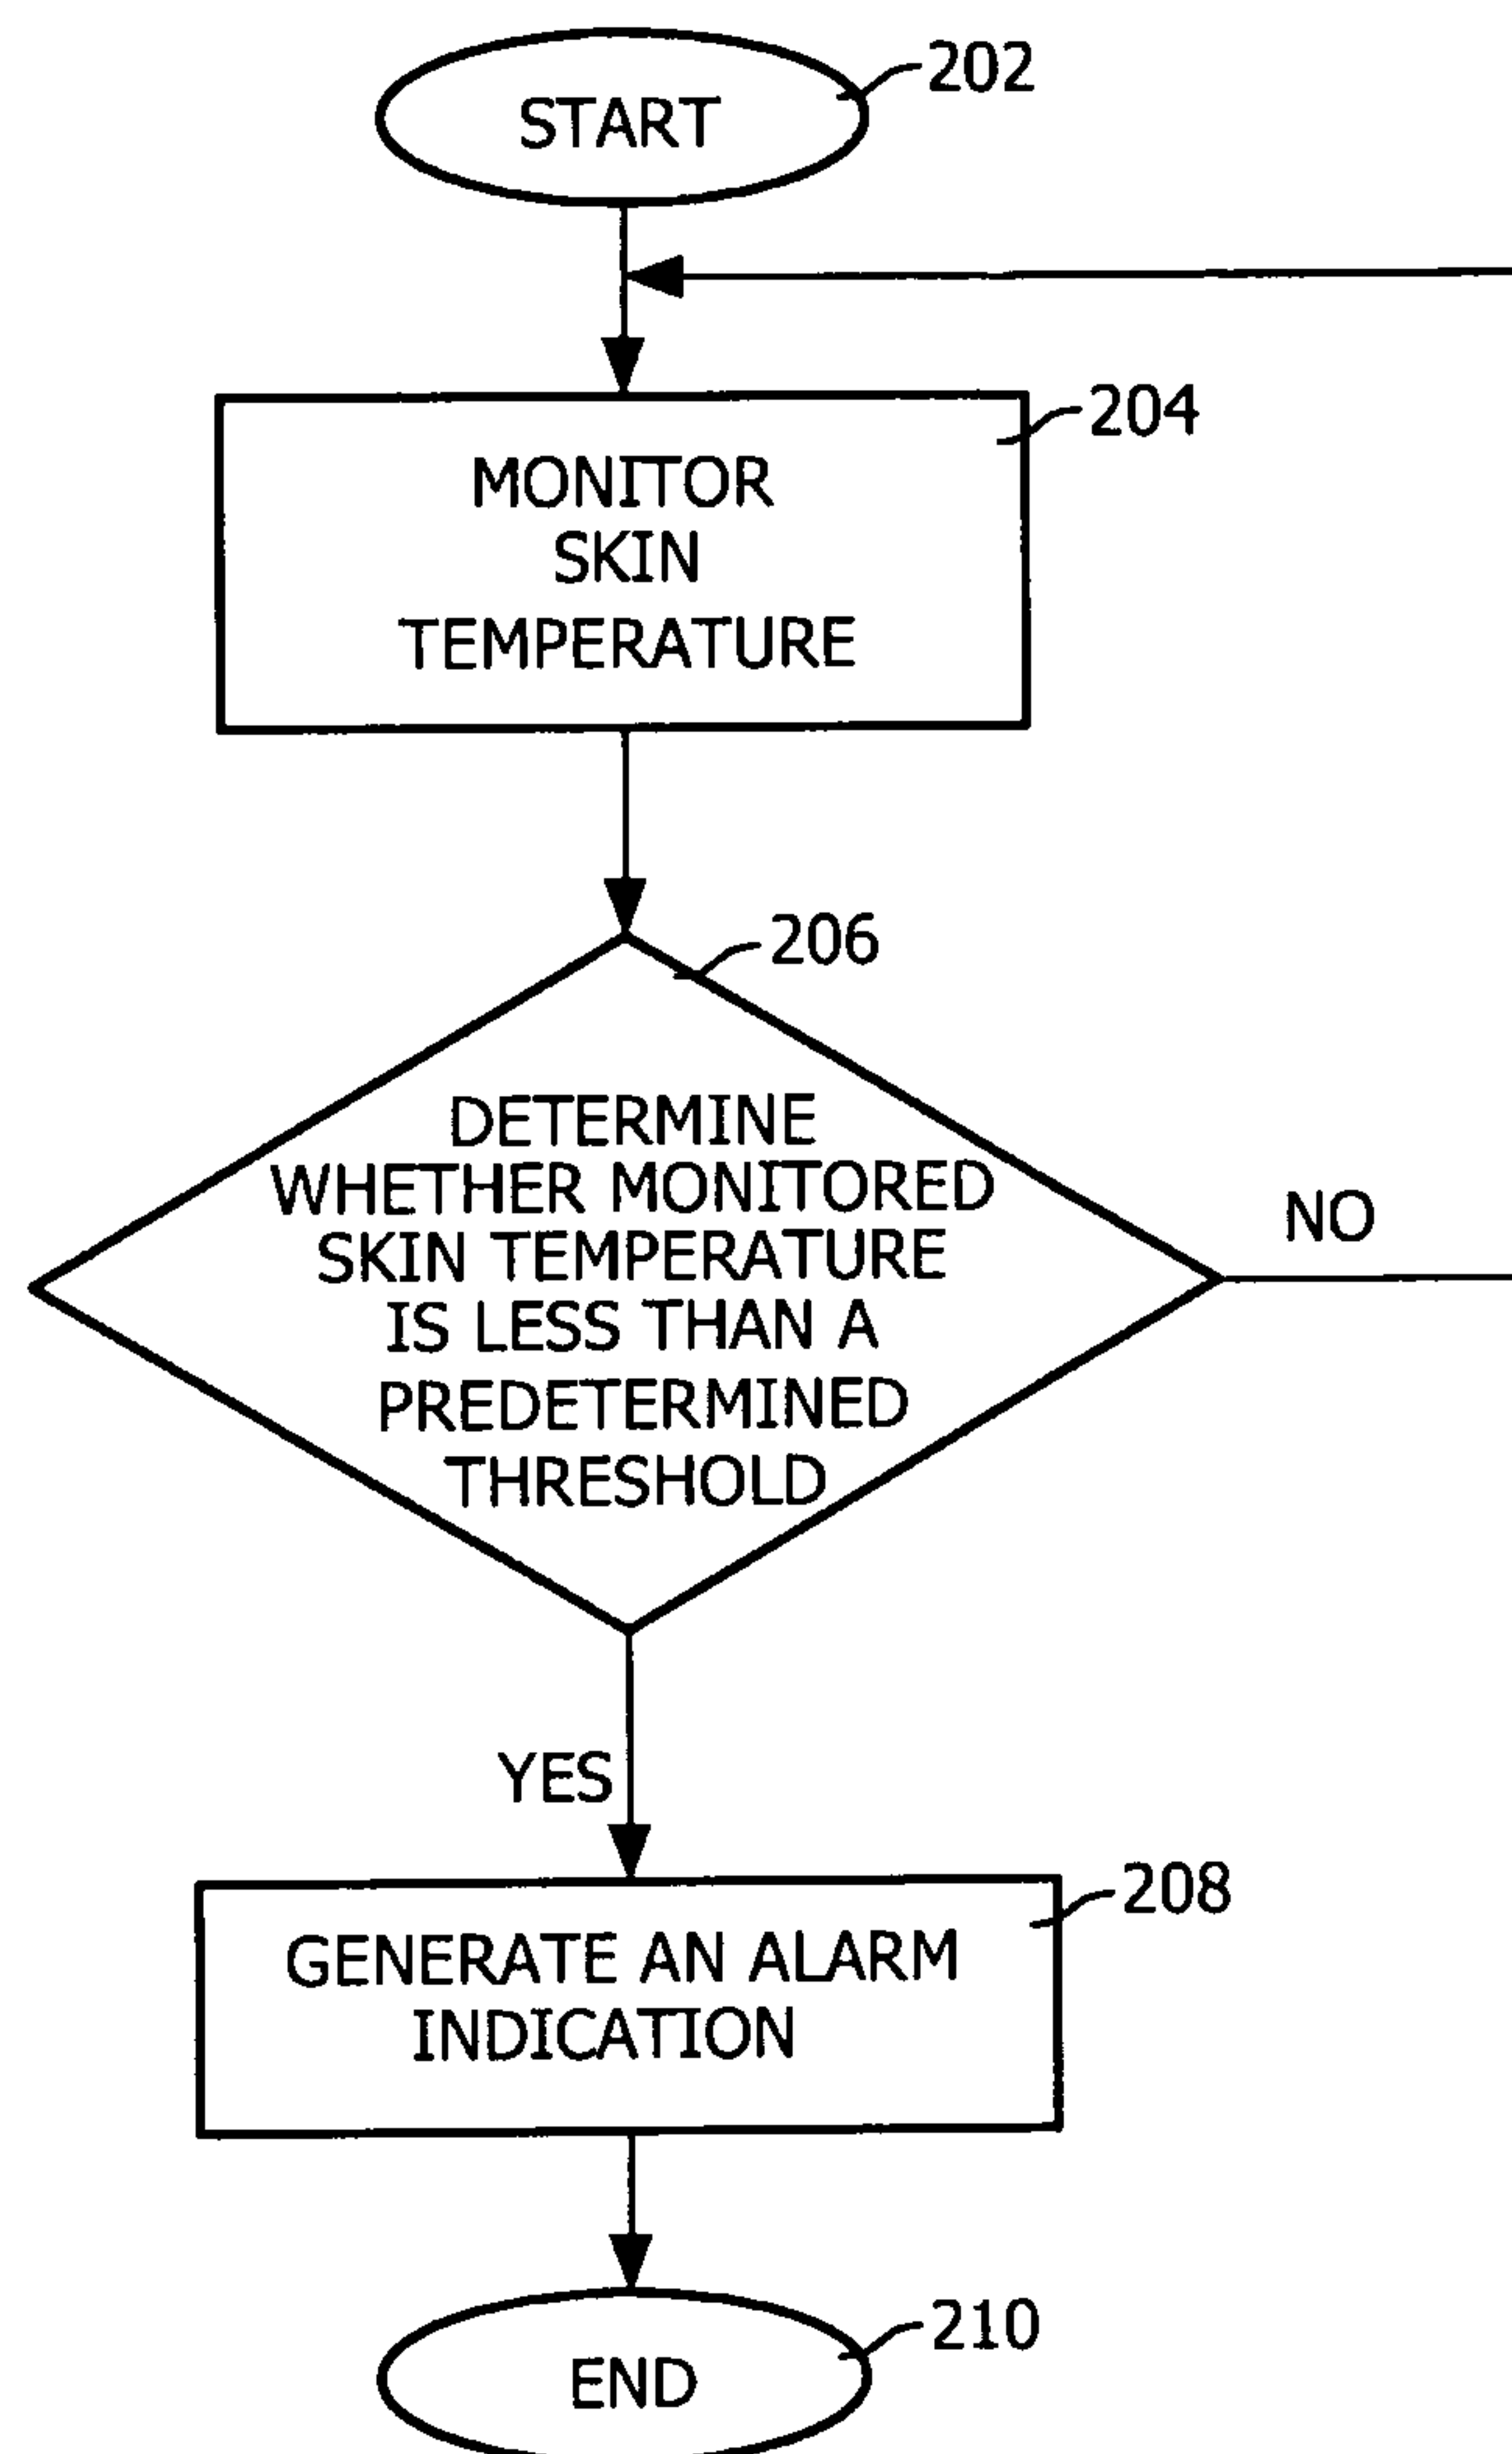 202
START
204
MONITOR
SKIN
TEMPERATURE
206
DETERMINE
WHETHER MONITORED
SKIN TEMPERATURE
IS LESS THAN A
PREDETERMINED
THRESHOLD
NO
YES
208
GENERATE AN ALARM
INDICATION
210
END